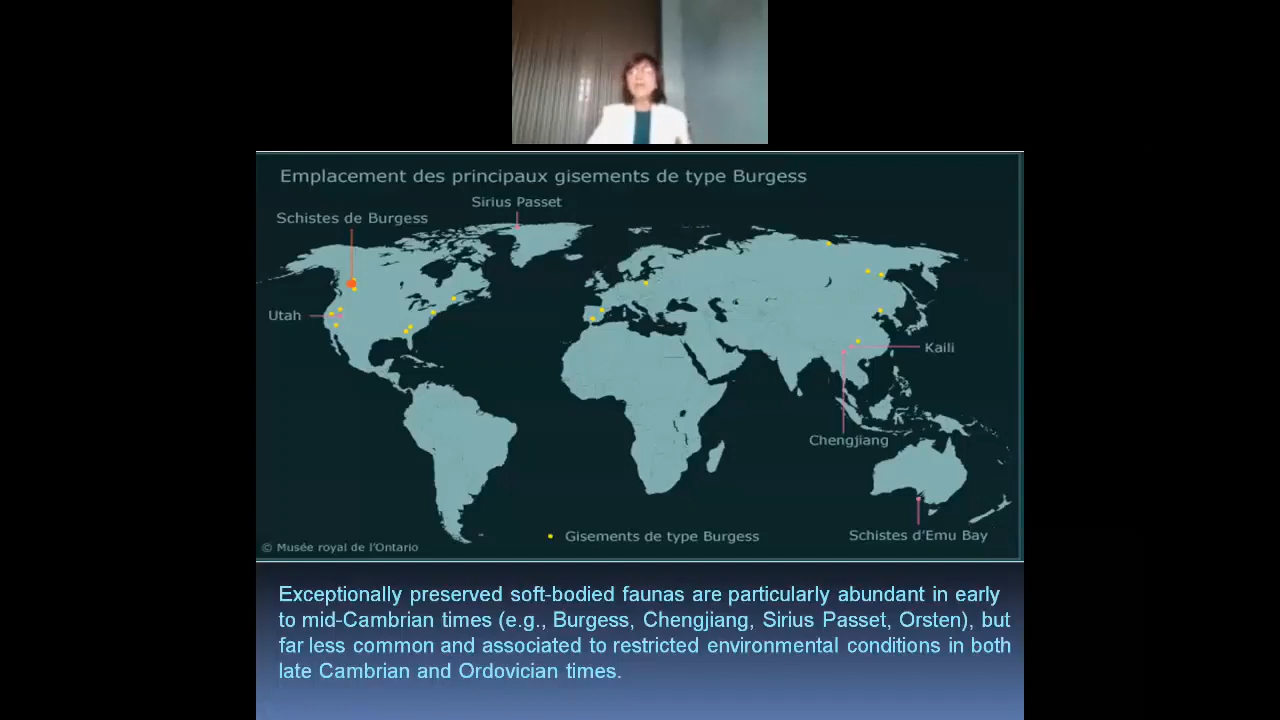 Emplacement des principaux gisements de type Burgess
Sirius Passet
Schistes de Burgess
Utah
Kaili
Chengjiang
Schistes d'Emu Bay
Gisements de type Burgess
© Musée royal de l'Ontario
Exceptionally preserved soft-bodied faunas are particularly abundant in early
to mid-Cambrian times (e.g., Burgess, Chengjiang, Sirius Passet, Orsten), but
far less common and associated to restricted environmental conditions in both
late Cambrian and Ordovician times.